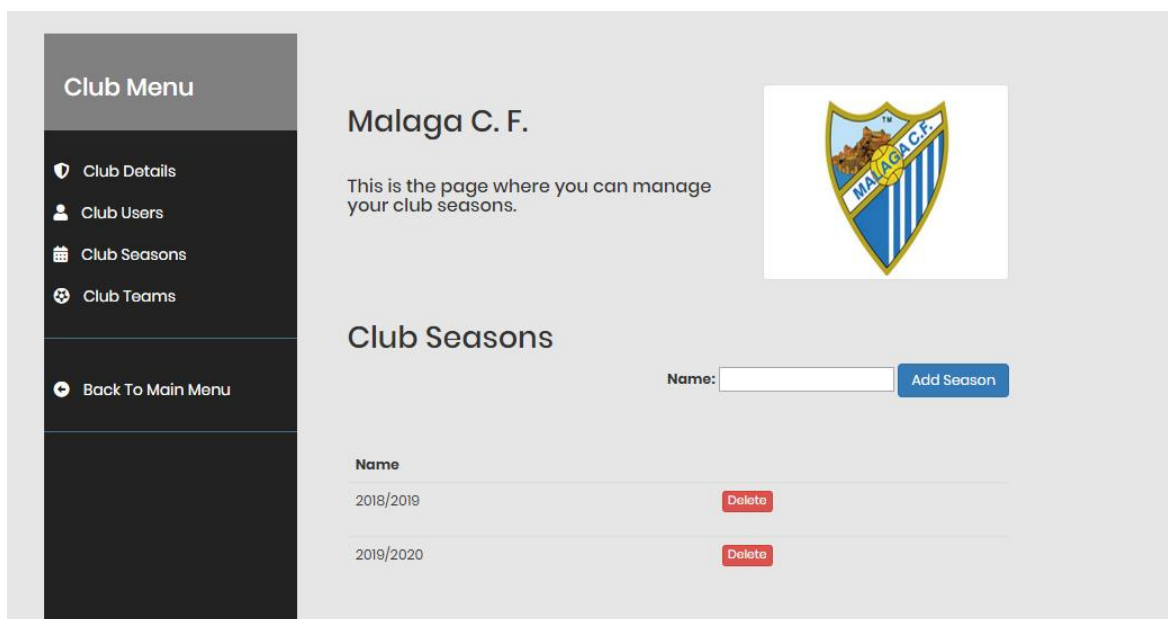 Club Menu
Club Details
Club Users
Club Seasons
Club Teams
Back To Main Menu
Malaga C. F.
This is the page where you can manage
your club seasons.
TM
MALAGA C.F.
Club Seasons
Name:
Add Season
Name
2018/2019
Delete
2019/2020
Delete